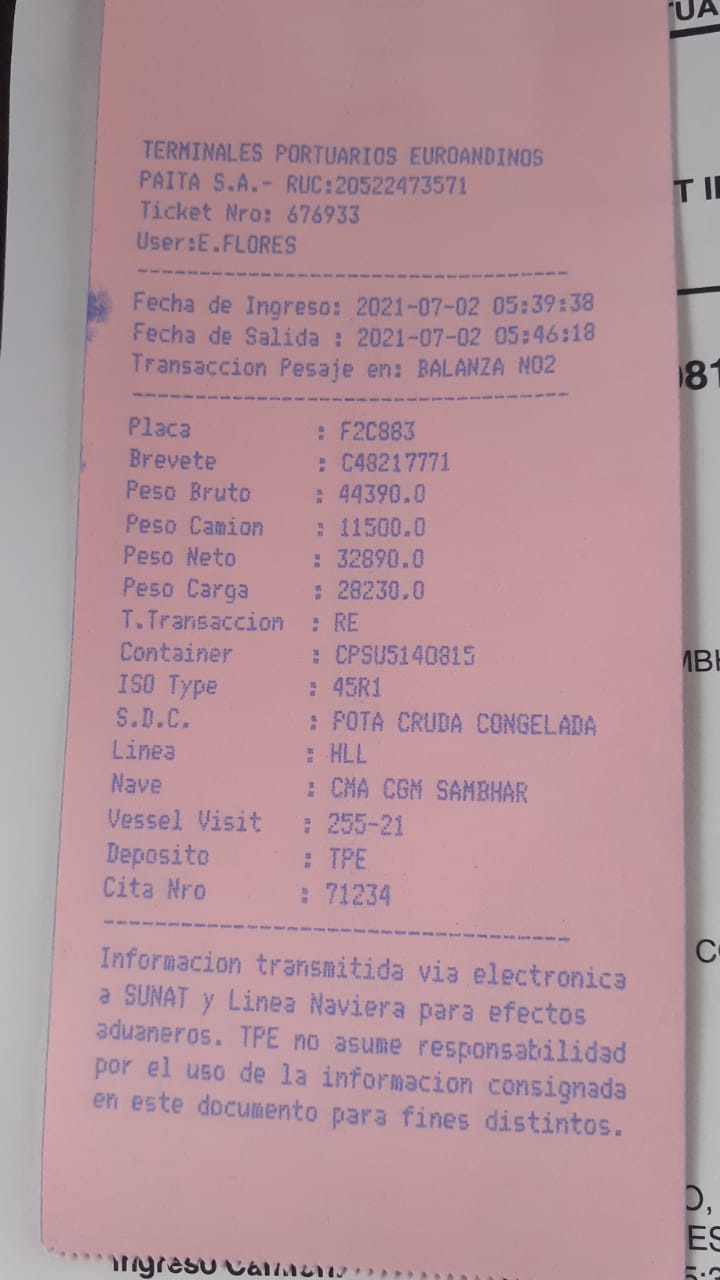 TERMINALES PORTUARIOS EUROANDINOS
PAITA S.A.- RUC:20522473571
Ticket Nro: 676933
User:E.FLORES
Fecha de Ingreso: 2021-07-02 05:39:38
Fecha de Salida : 2021-07-02 05:46:18
Transaccion Pesaje en: BALANZA NO2
Placa : F2C883
Brevete : C48217771
Peso Bruto : 44390.0
Peso Camion : 11500.0
Peso Neto : 32890.0
Peso Carga : 28230.0
T.Transaccion : RE
Container : CPSU5140815
ISO Type : 45R1
S.D.C. : POTA CRUDA CONGELADA
Linea : HLL
Nave : CMA CGM SAMBHAR
Vessel Visit : 255-21
Deposito : TPE
Cita Nro : 71234
Informacion transmitida via electronica
a SUNAT y Linea Naviera para efectos
aduaneros. TPE no asume responsabilidad
por el uso de la informacion consignada
en este documento para fines distintos.